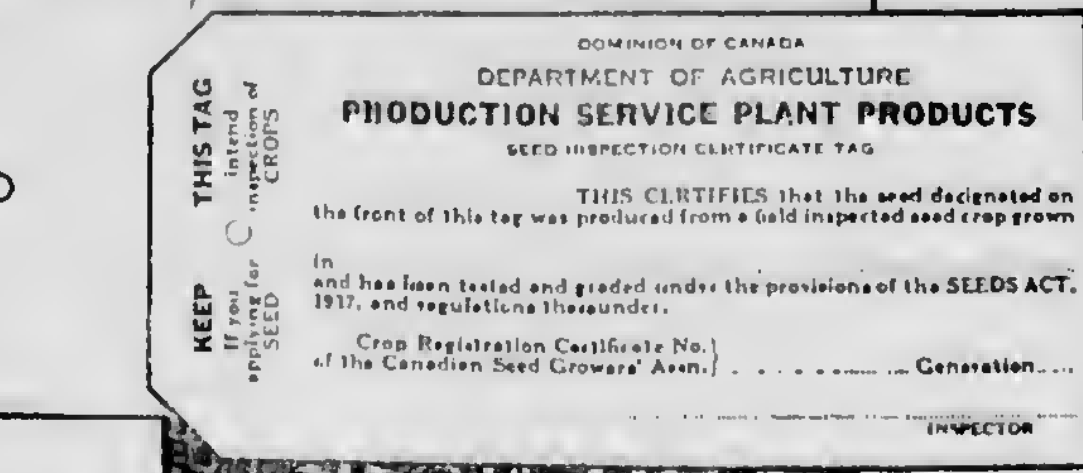 KEEP THIS TAG
If you intend
applying for inspection of
SEED CROPS
DOMINION OF CANADA
DEPARTMENT OF AGRICULTURE
PRODUCTION SERVICE PLANT PRODUCTS
SEED INSPECTION CERTIFICATE TAG
THIS CERTIFIES that the seed designated on
the front of this tag was produced from a field inspected seed crop grown
in
and has been tested and graded under the provisions of the SEEDS ACT,
1937, and regulations thereunder.
Crop Registration Certificate No.
of the Canadian Seed Growers' Assn.} ........ Generation.....
INSPECTOR